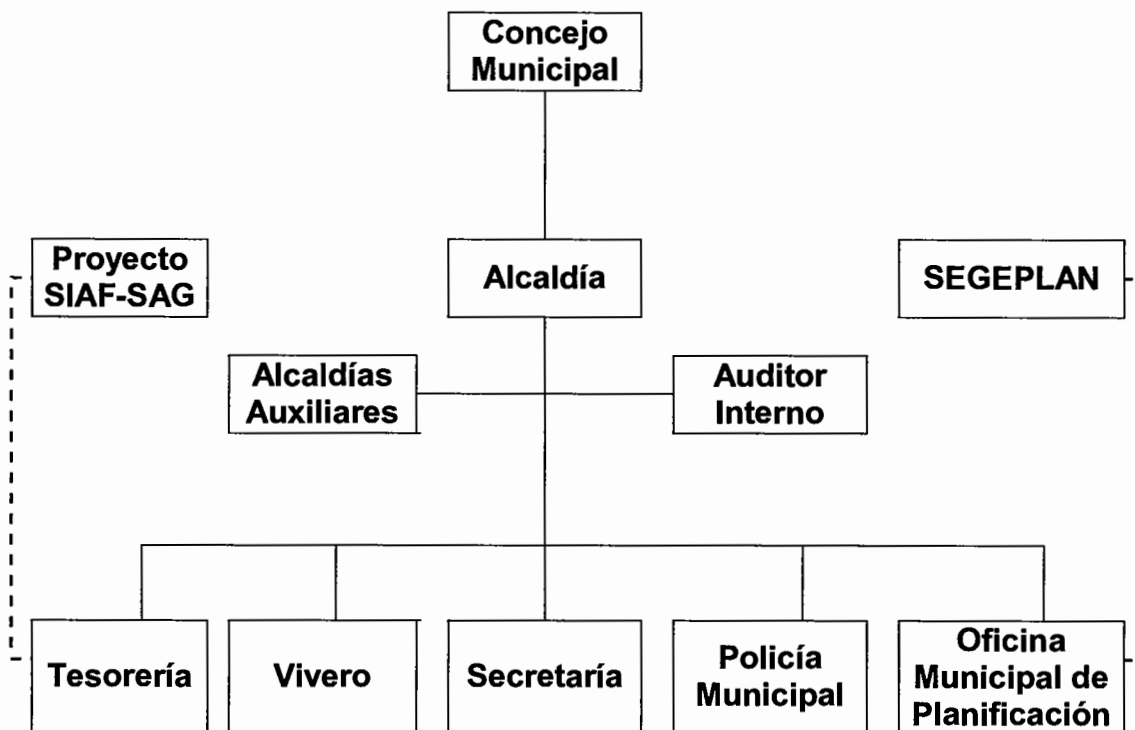 Concejo
Municipal
Proyecto
SIAF-SAG
Alcaldía
SEGEPLAN
Alcaldías
Auxiliares
Auditor
Interno
Tesorería
Vivero
Secretaría
Policía
Municipal
Oficina
Municipal de
Planificación